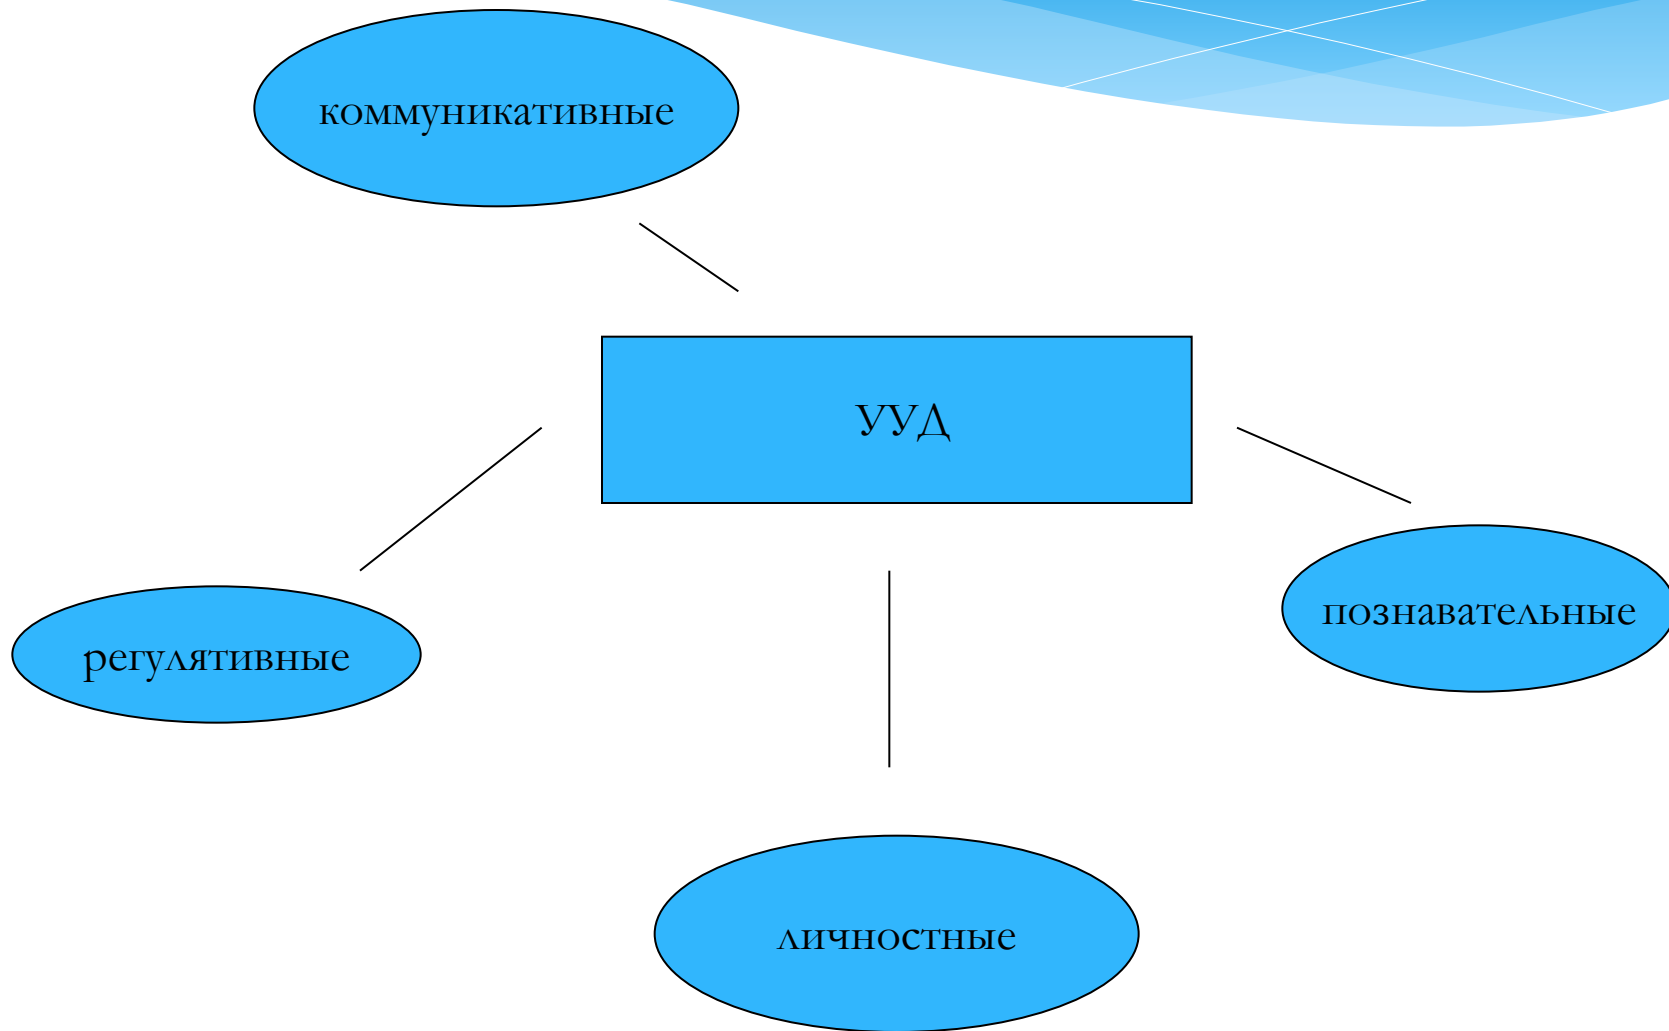 коммуникативные
УУД
познавательные
регулятивные
личностные